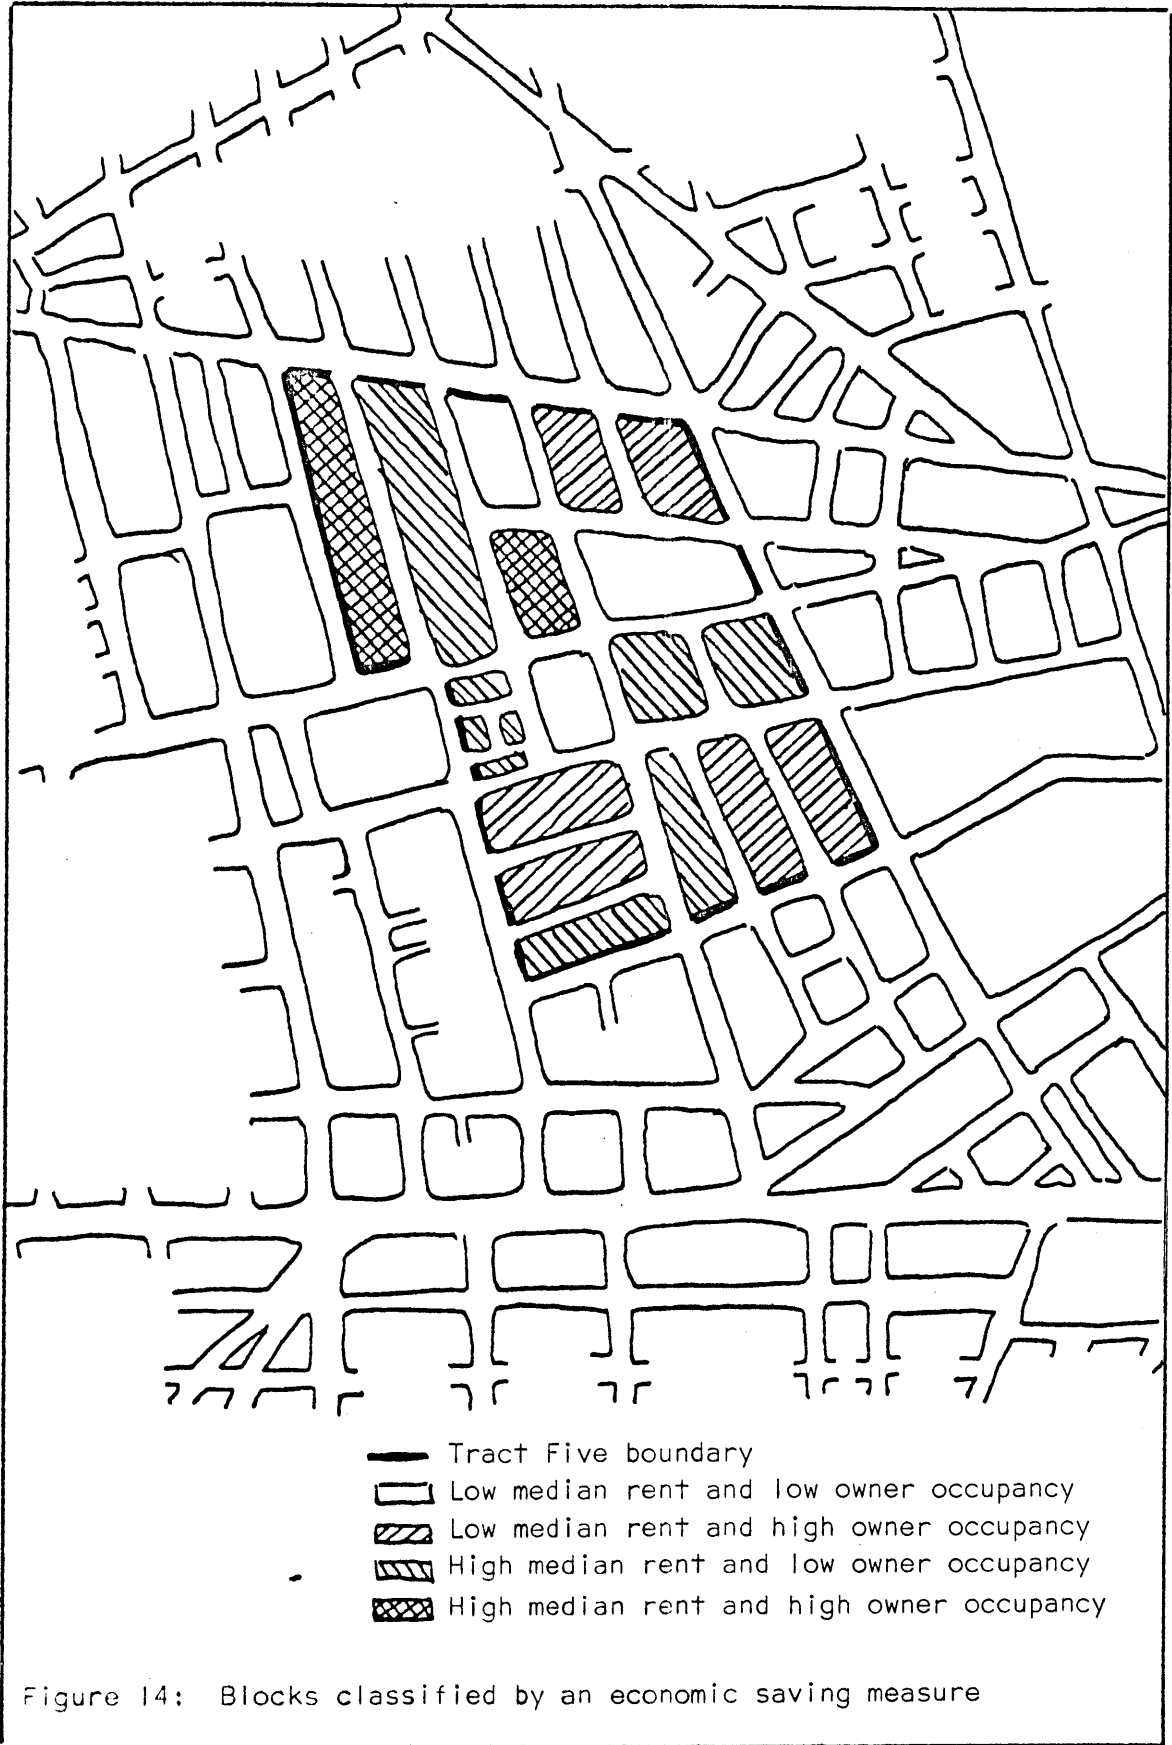 Tract Five boundary
Low median rent and low owner occupancy
Low median rent and high owner occupancy
High median rent and low owner occupancy
High median rent and high owner occupancy
Figure 14: Blocks classified by an economic saving measure